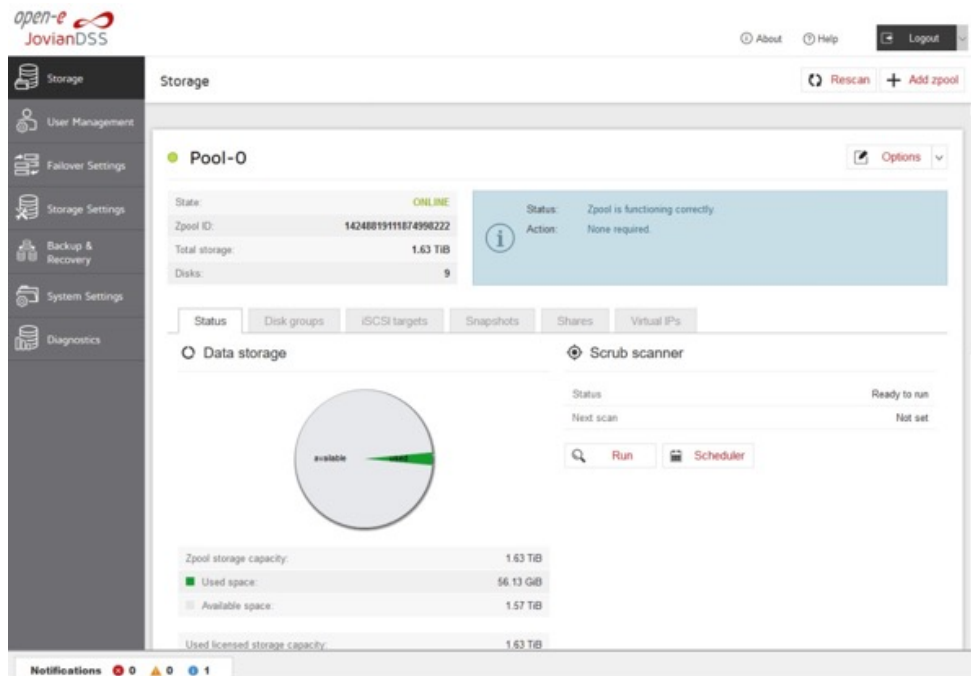 open-e
JovianDSS
About
Help
Logout
Storage
User Management
Failover Settings
Storage Settings
Backup &
Recovery
System Settings
Diagnostics
Storage
Rescan
Add zpool
Pool-0
Options
State: ONLINE
Zpool ID: 14248819111874998222
Total storage: 1.63 TiB
Disks: 9
Status: Zpool is functioning correctly.
Action: None required.
Status Disk groups iSCSI targets Snapshots Shares Virtual IPs
Data storage
available used
Zpool storage capacity: 1.63 TiB
Used space: 56.13 GiB
Available space: 1.57 TiB
Used licensed storage capacity: 1.63 TiB
Scrub scanner
Status Ready to run
Next scan Not set
Run
Scheduler
Notifications 0 0 1